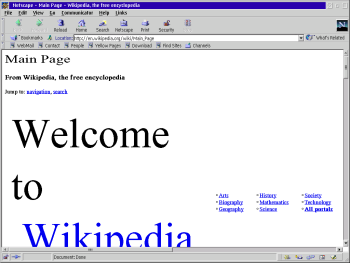 Netscape - Main Page - Wikipedia, the free encyclopedia
File Edit View Go Communicator Help Links
Reload Home Search Netscape Print Security
Bookmarks Location: http://en.wikipedia.org/wiki/Main_Page What's Related
WebMail Contact People Yellow Pages Download Find Sites Channels
Main Page
From Wikipedia, the free encyclopedia
Jump to: navigation, search
Welcome
to
Arts History Society
Biography Mathematics Technology
Geography Science All portals
Wikipedia
Document: Done